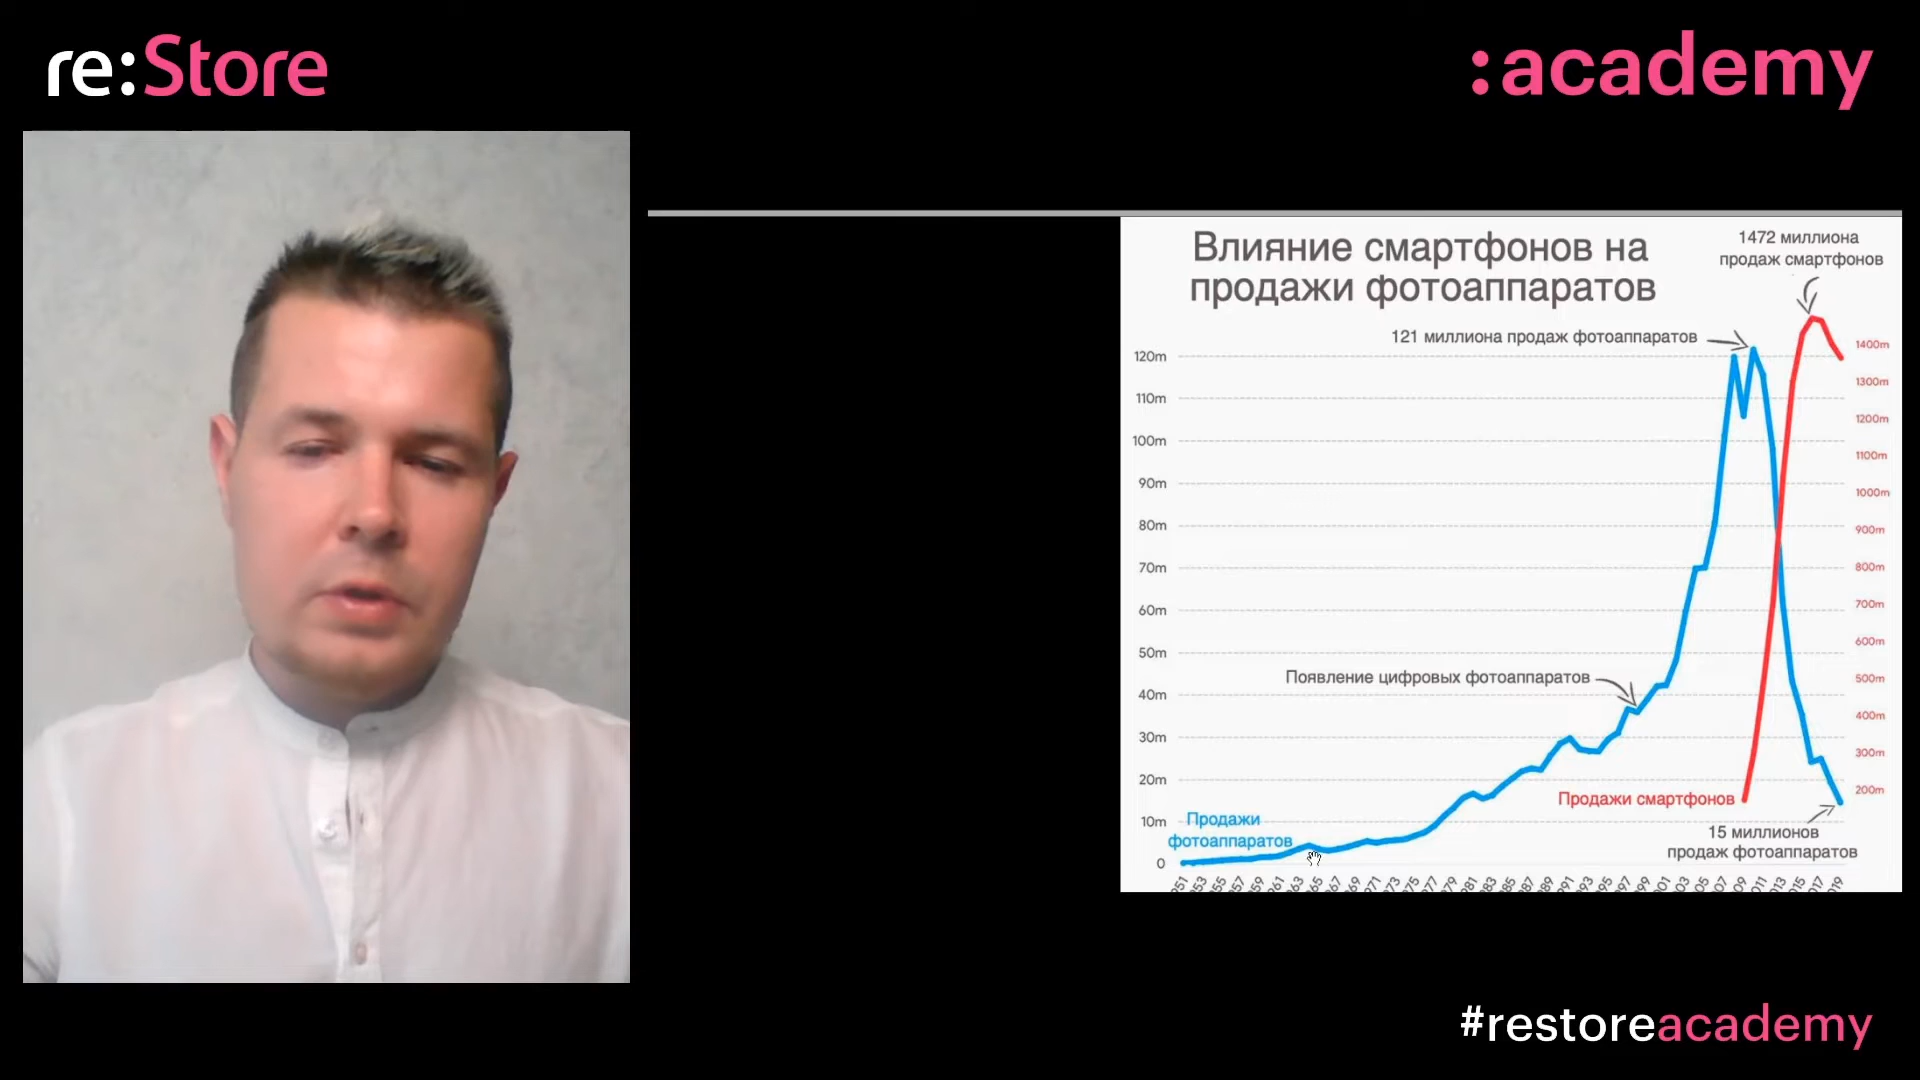 re:Store
:academy
Влияние смартфонов на
продажи фотоаппаратов
1472 миллиона
продаж смартфонов
121 миллиона продаж фотоаппаратов
120m
110m
100m
90m
80m
70m
60m
50m
40m
30m
20m
10m
0
1400m
1300m
1200m
1100m
1000m
900m
800m
700m
600m
500m
400m
300m
200m
Появление цифровых фотоаппаратов
Продажи смартфонов
Продажи
фотоаппаратов
15 миллионов
продаж фотоаппаратов
#restoreacademy